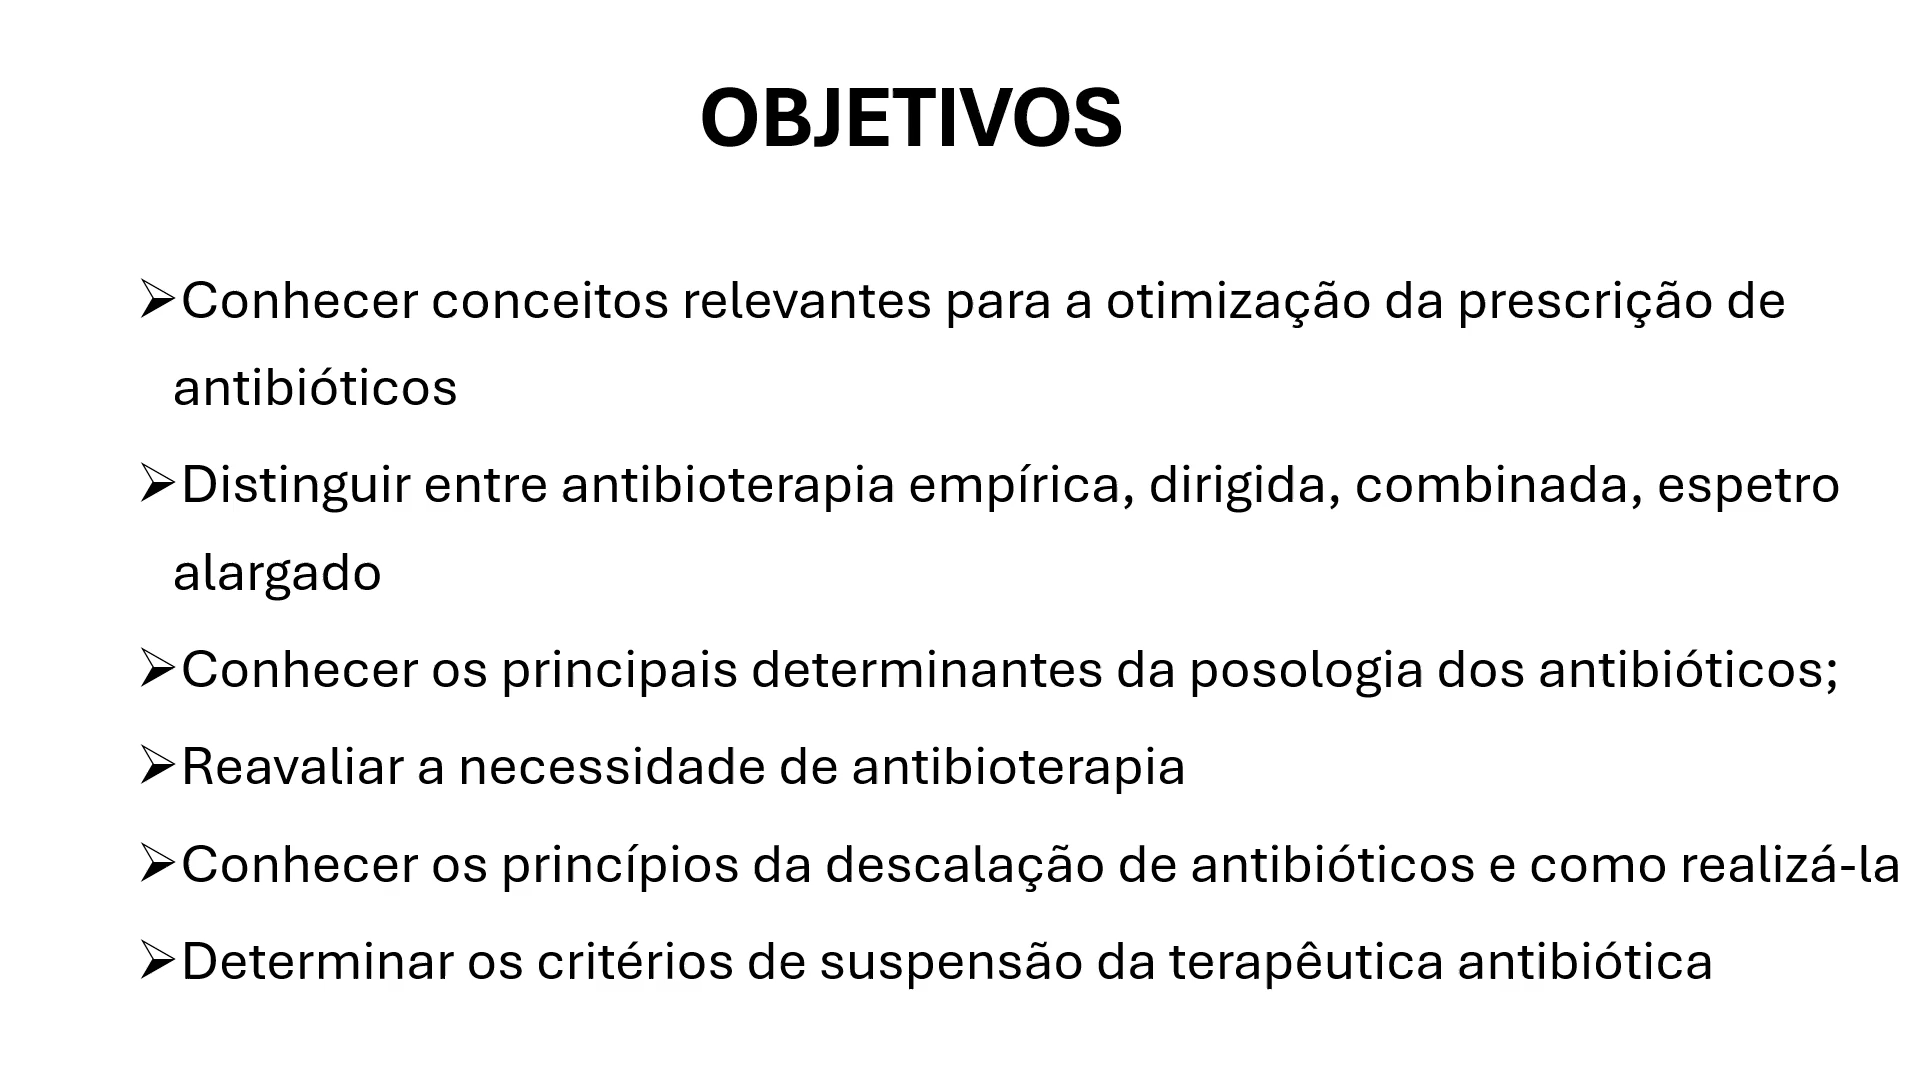 OBJETIVOS
➢Conhecer conceitos relevantes para a otimização da prescrição de
antibióticos
➢Distinguir entre antibioterapia empírica, dirigida, combinada, espetro
alargado
➢Conhecer os principais determinantes da posologia dos antibióticos;
➢Reavaliar a necessidade de antibioterapia
➢Conhecer os princípios da descalação de antibióticos e como realizá-la
➢Determinar os critérios de suspensão da terapêutica antibiótica